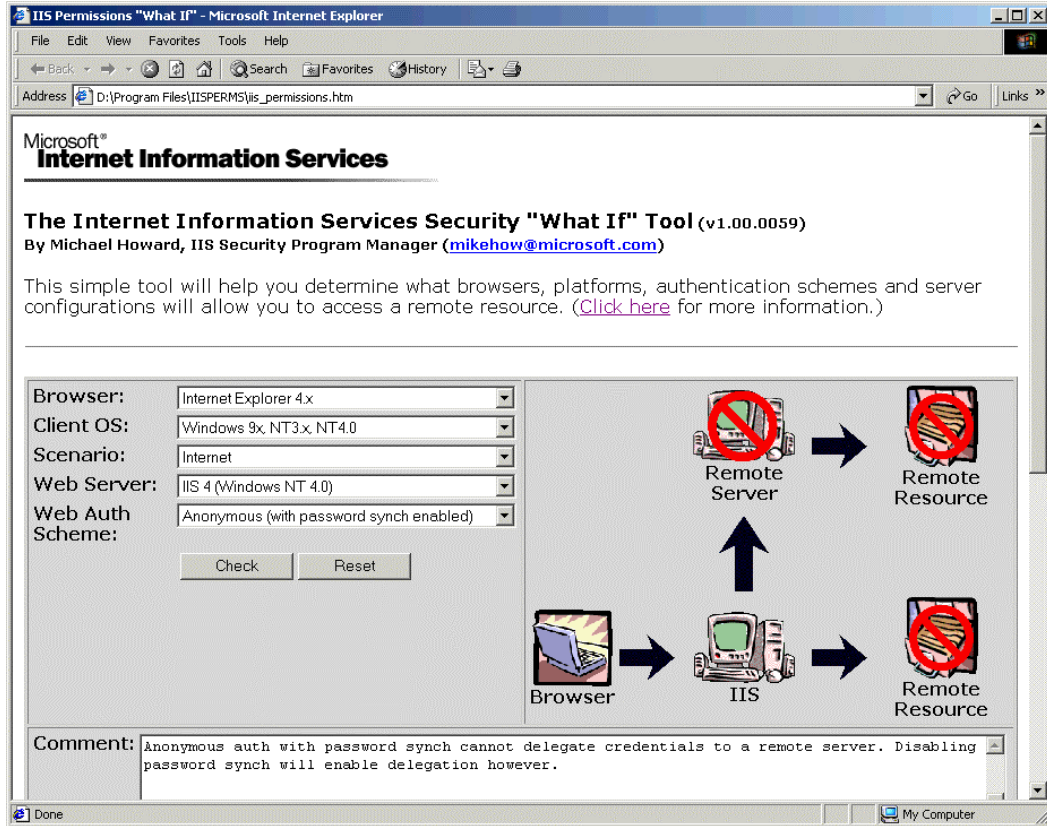 IIS Permissions "What If" - Microsoft Internet Explorer
File Edit View Favorites Tools Help
Back Search Favorites History
Address D:\Program Files\IISPERMS\iis_permissions.htm Go Links »
Microsoft®
Internet Information Services
The Internet Information Services Security "What If" Tool (v1.00.0059)
By Michael Howard, IIS Security Program Manager (mikehow@microsoft.com)
This simple tool will help you determine what browsers, platforms, authentication schemes and server
configurations will allow you to access a remote resource. (Click here for more information.)
Browser: Internet Explorer 4.x
Client OS: Windows 9x, NT3.x, NT4.0
Scenario: Internet
Web Server: IIS 4 (Windows NT 4.0)
Web Auth
Scheme: Anonymous (with password synch enabled)
Check Reset
Remote
Server
Remote
Resource
Browser
IIS
Remote
Resource
Comment: Anonymous auth with password synch cannot delegate credentials to a remote server. Disabling
password synch will enable delegation however.
Done My Computer